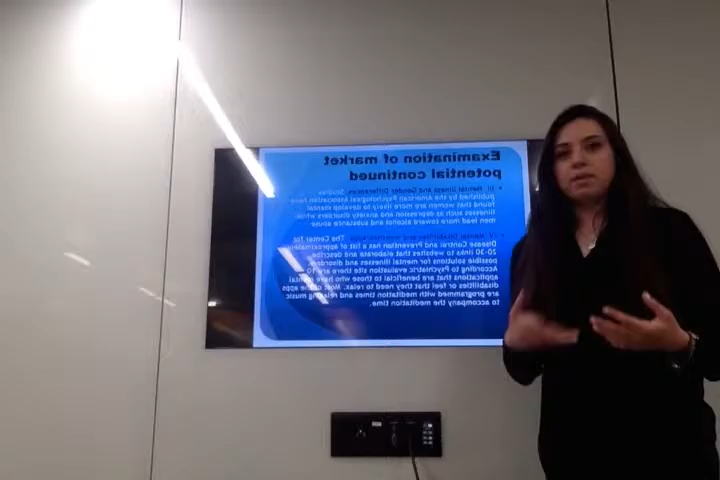 Examination of market
potential continued
III. Mental Illness and Gender Differences: Studies
published by the American Psychological Association have
found that women are more likely to develop mental
illnesses such as depression and anxiety disorders while
men lead more toward alcohol and substance abuse
IV. Mental Disabilities and The Center for
Disease Control and Prevention has a list of approximately
20-30 links to websites that elaborate and describe
possible solutions for mental illnesses and disorders.
According to Psychiatric evaluation site there are 10
applications that are beneficial to those who have mental
disabilities or feel that they need to relax. Most of the apps
are programmed with meditation times and relaxing music
to accompany the meditation time.